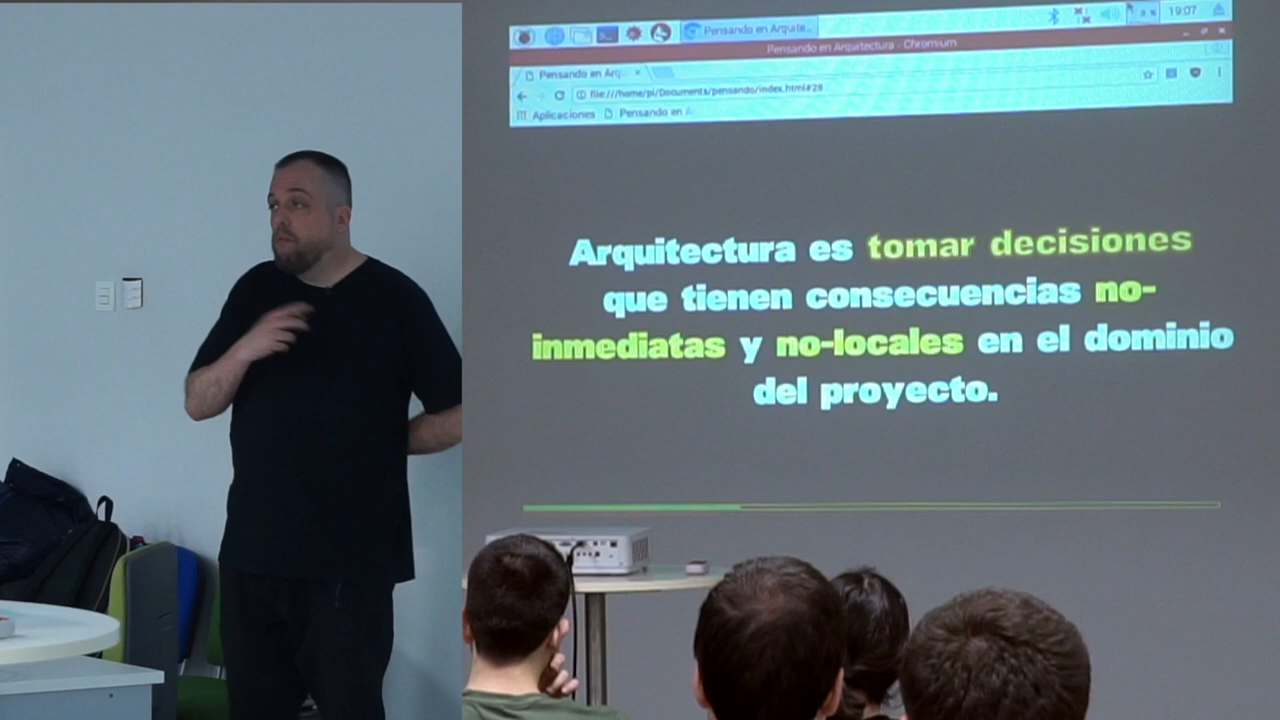 Pensando en Arquite...
19:07
Pensando en Arquitectura - Chromium
Pensando en Arq
file:///home/pi/Documents/pensando/index.html#28
Aplicaciones
Pensando en
Arquitectura es tomar decisiones
que tienen consecuencias no-
inmediatas y no-locales en el dominio
del proyecto.